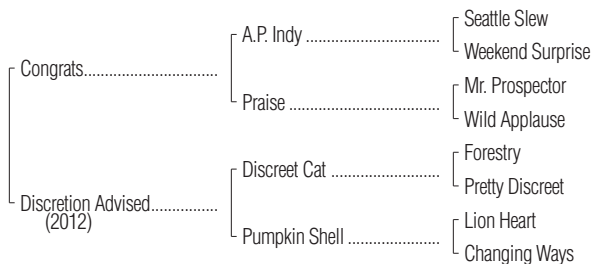 Seattle Slew
A.P. Indy
Weekend Surprise
Congrats
Mr. Prospector
Praise
Wild Applause
Forestry
Discreet Cat
Pretty Discreet
Discretion Advised
(2012)
Lion Heart
Pumpkin Shell
Changing Ways